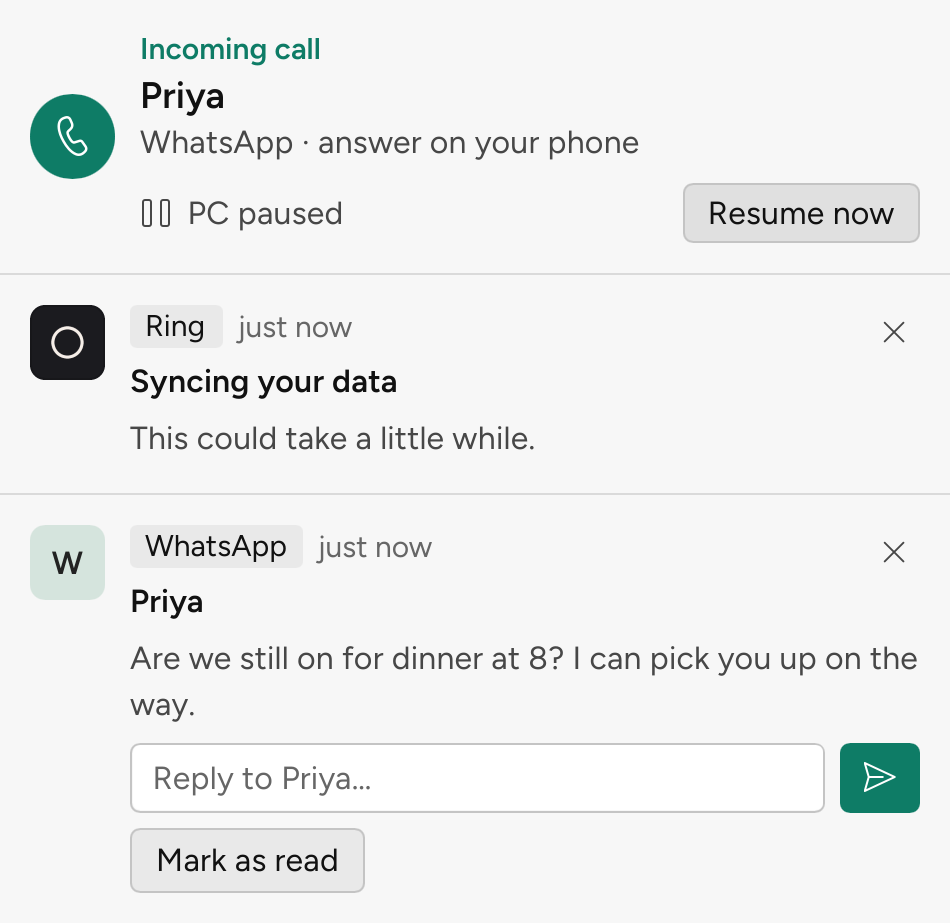 Incoming call
Priya
WhatsApp · answer on your phone
PC paused
Resume now
Ring just now
Syncing your data
This could take a little while.
W
WhatsApp just now
Priya
Are we still on for dinner at 8? I can pick you up on the
way.
Reply to Priya...
Mark as read